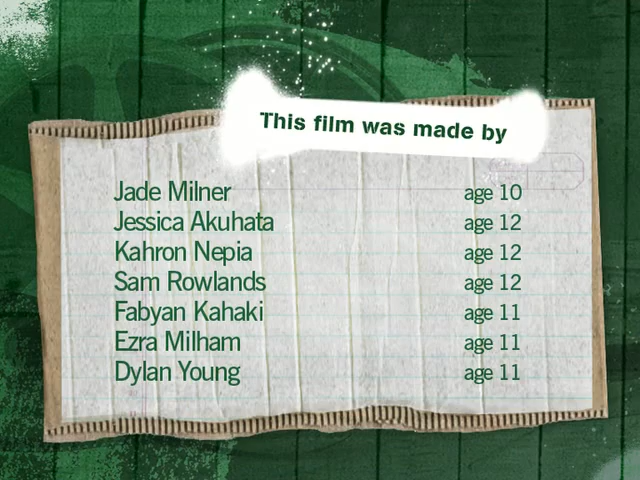 This film was made by
Jade Milner age 10
Jessica Akuhata age 12
Kahron Nepia age 12
Sam Rowlands age 12
Fabyan Kahaki age 11
Ezra Milham age 11
Dylan Young age 11